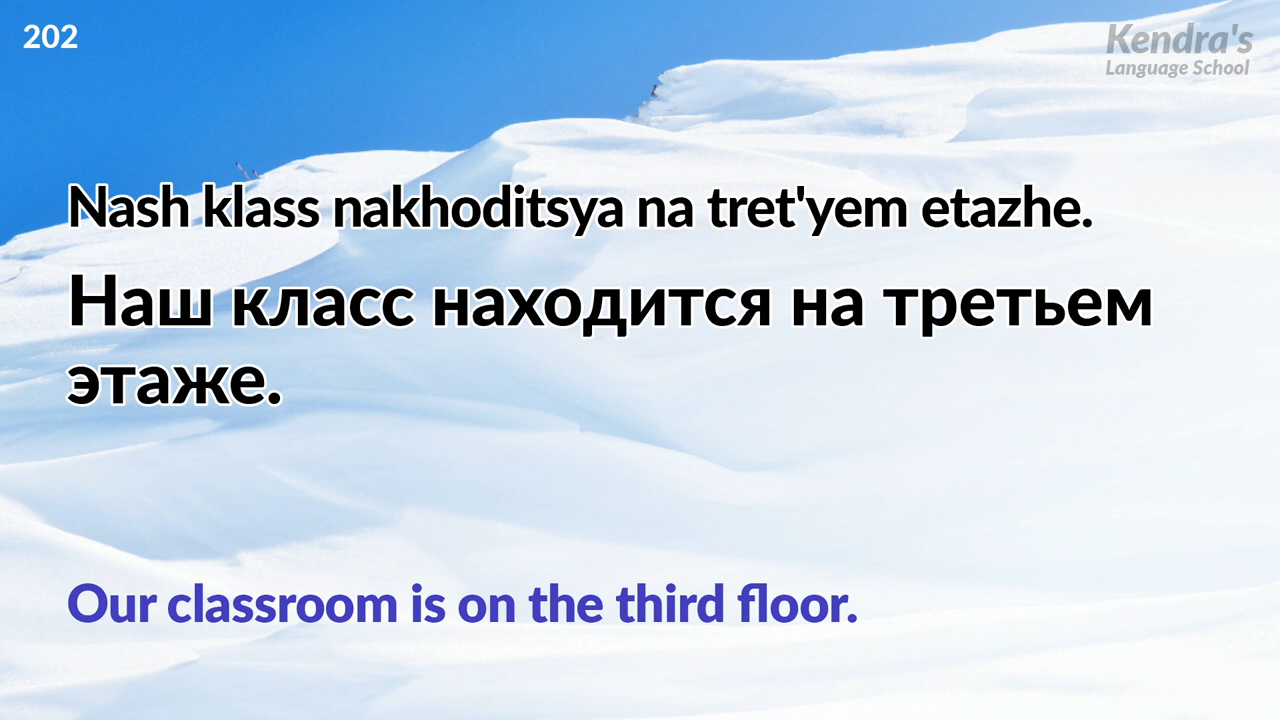 202
Kendra's
Language School
Nash klass nakhoditsya na tret'yem etazhe.
Наш класс находится на третьем
этаже.
Our classroom is on the third floor.